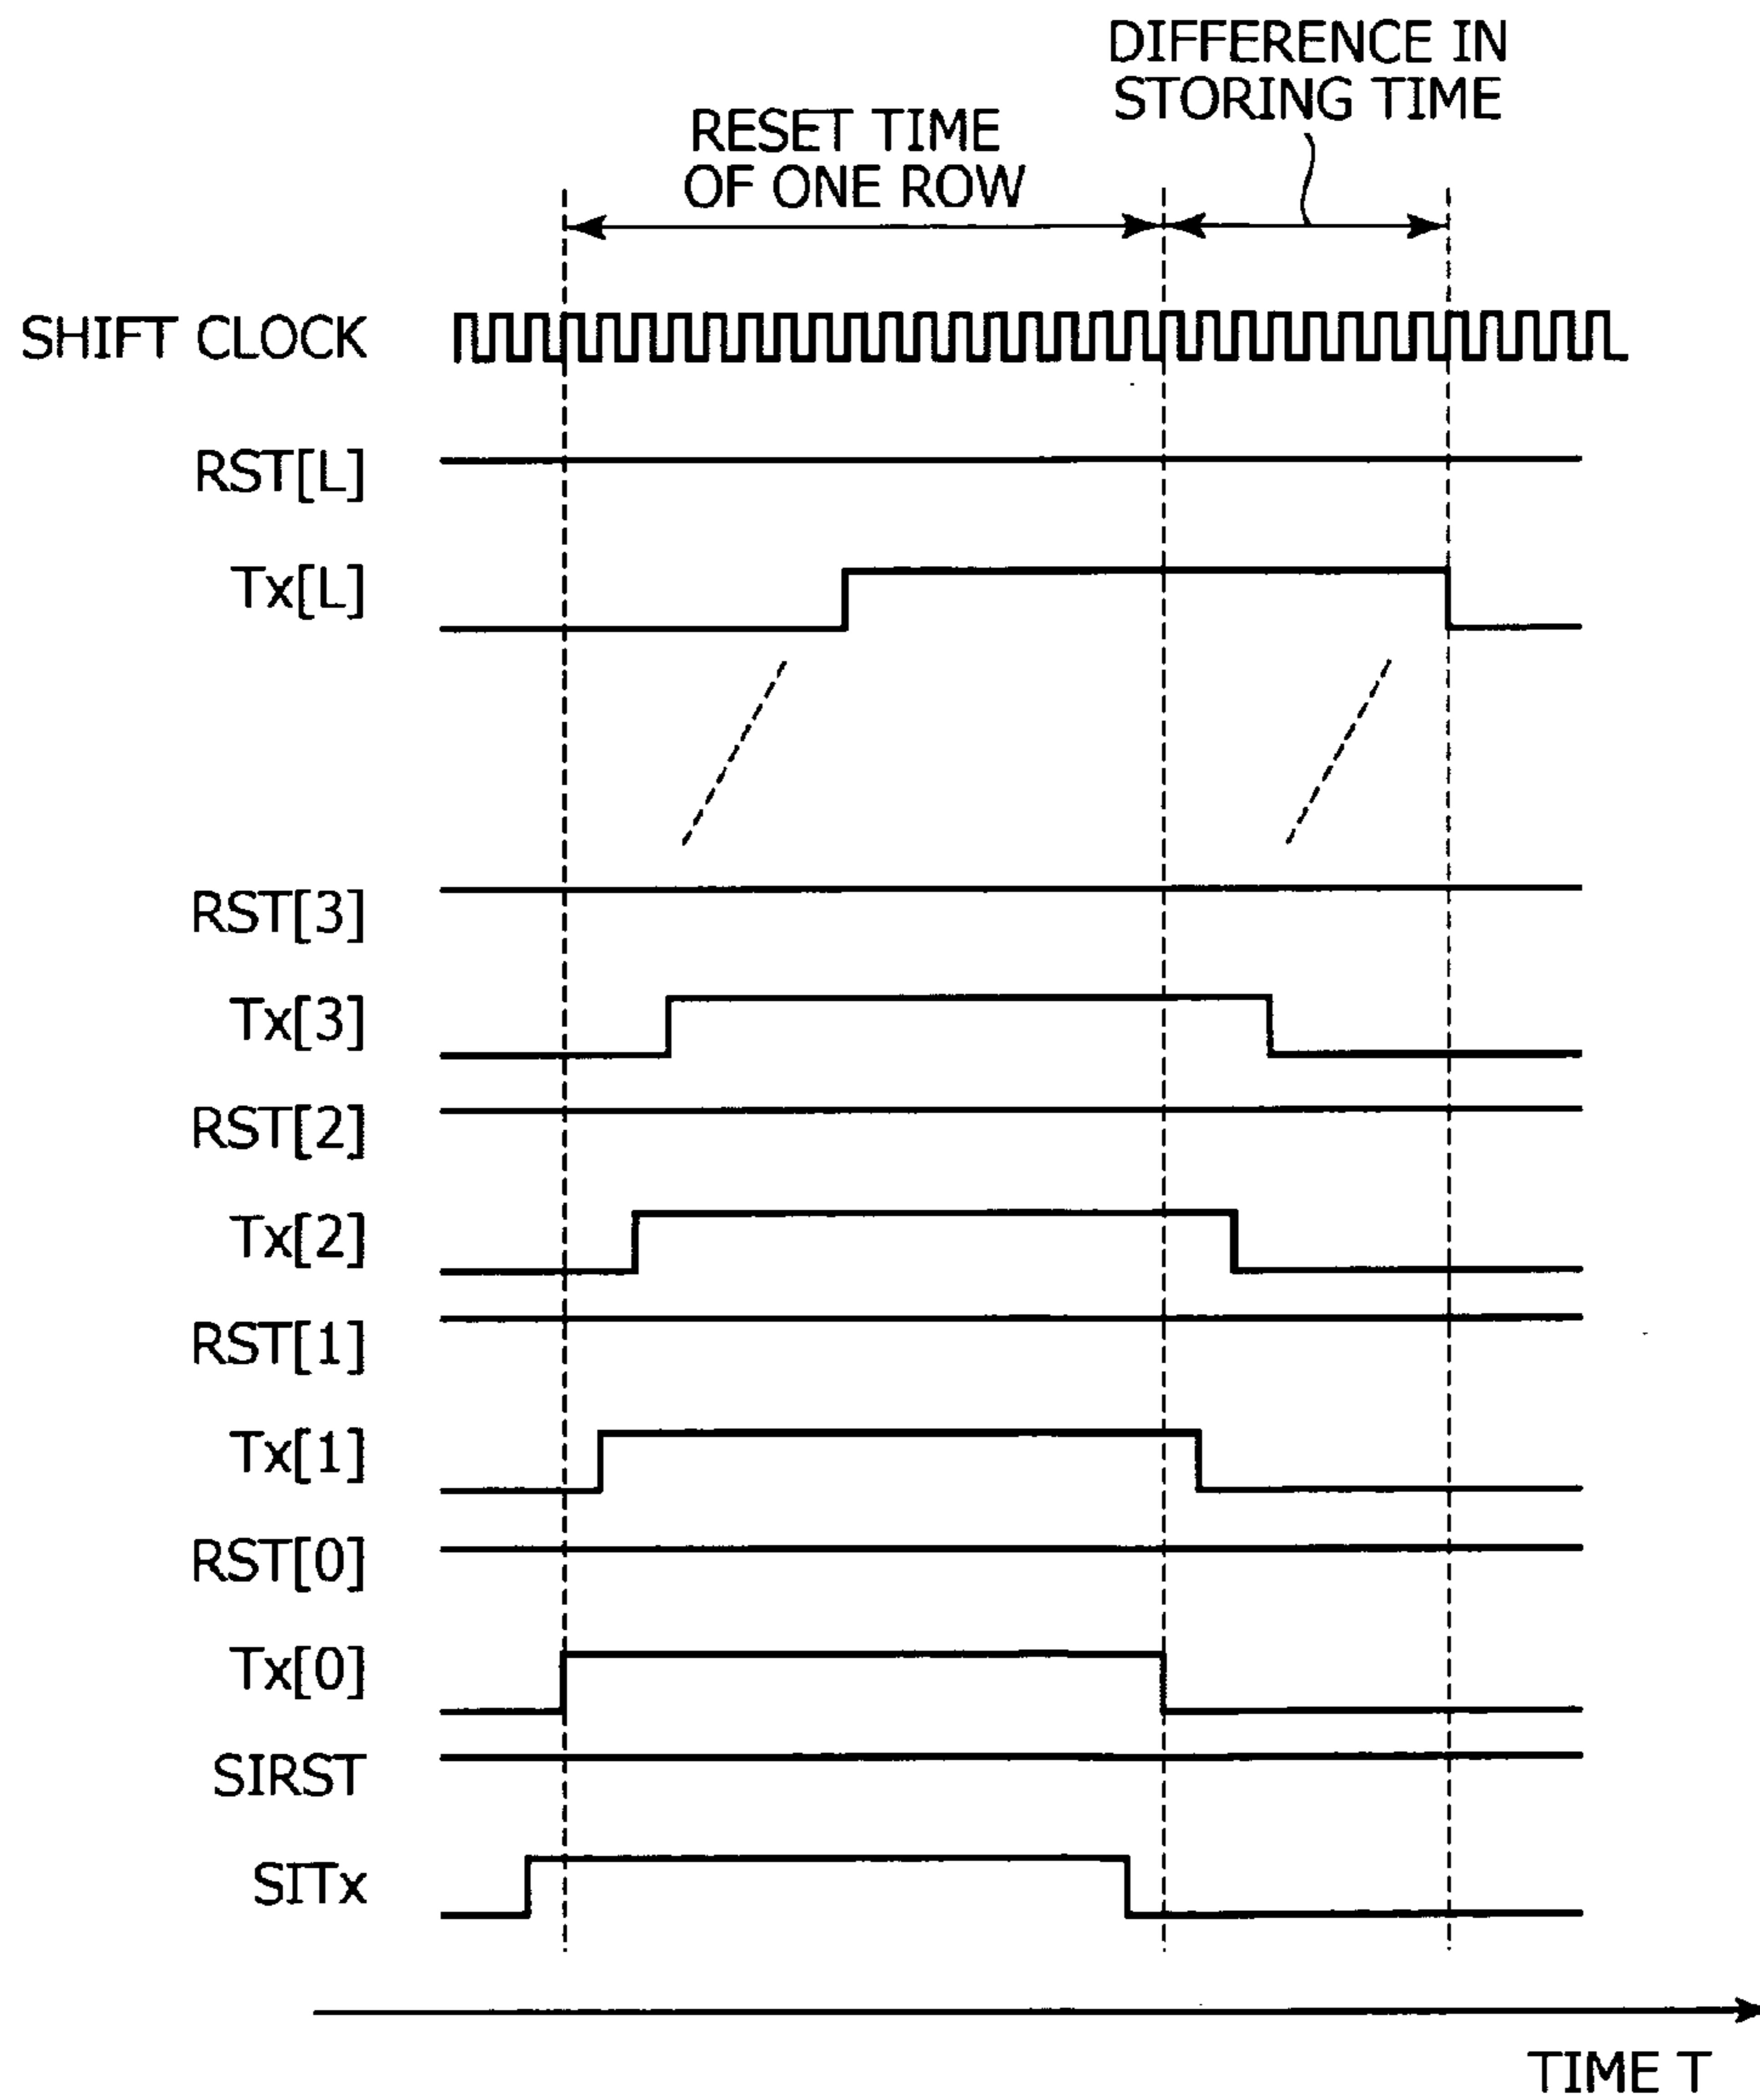 DIFFERENCE IN
STORING TIME
RESET TIME
OF ONE ROW
SHIFT CLOCK
RST[L]
Tx[L]
RST[3]
Tx[3]
RST[2]
Tx[2]
RST[1]
Tx[1]
RST[0]
Tx[0]
SIRST
SITx
TIME T